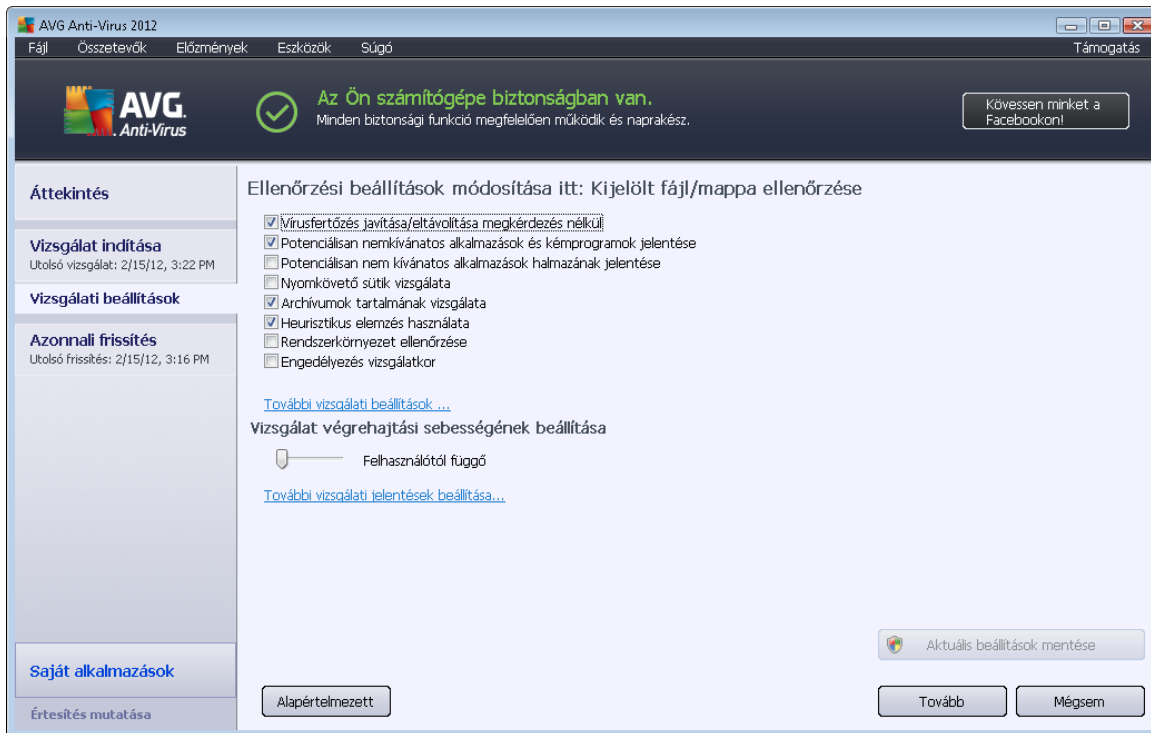 AVG Anti-Virus 2012
Fájl Összetevők Előzmények Eszközök Súgó Támogatás
AVG.
Anti-Virus
Az Ön számítógépe biztonságban van.
Minden biztonsági funkció megfelelően működik és naprakész.
Kövessen minket a
Facebookon!
Áttekintés
Vizsgálat indítása
Utolsó vizsgálat: 2/15/12, 3:22 PM
Vizsgálati beállítások
Azonnali frissítés
Utolsó frissítés: 2/15/12, 3:16 PM
Saját alkalmazások
Értesítés mutatása
Ellenőrzési beállítások módosítása itt: Kijelölt fájl/mappa ellenőrzése
Vírusfertőzés javítása/eltávolítása megkérdezés nélkül
Potenciálisan nemkívánatos alkalmazások és kémprogramok jelentése
Potenciálisan nem kívánatos alkalmazások halmazának jelentése
Nyomkövető sütik vizsgálata
Archívumok tartalmának vizsgálata
Heurisztikus elemzés használata
Rendszerkörnyezet ellenőrzése
Engedélyezés vizsgálatkor
További vizsgálati beállítások ...
Vizsgálat végrehajtási sebességének beállítása
Felhasználótól függő
További vizsgálati jelentések beállítása...
Aktuális beállítások mentése
Alapértelmezett
Tovább
Mégsem